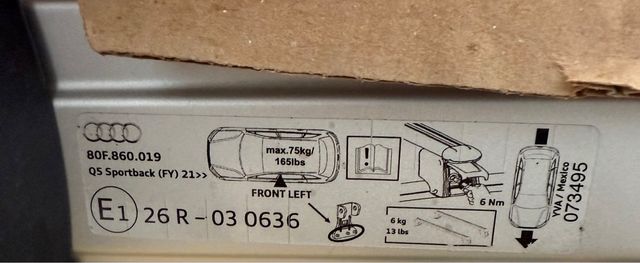 80F.860.019
Q5 Sportback (FY) 21>>
max.75kg/
165lbs
FRONT LEFT
E1 26 R - 03 0636
6 Nm
6 kg
13 lbs
YVA / Mexico
073495